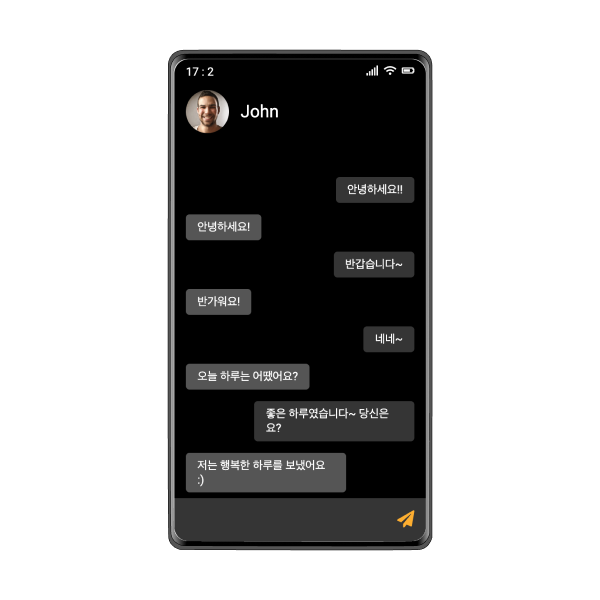 17 : 2
John
안녕하세요!!
안녕하세요!
반갑습니다~
반가워요!
네네~
오늘 하루는 어땠어요?
좋은 하루였습니다~ 당신은
요?
저는 행복한 하루를 보냈어요
:)